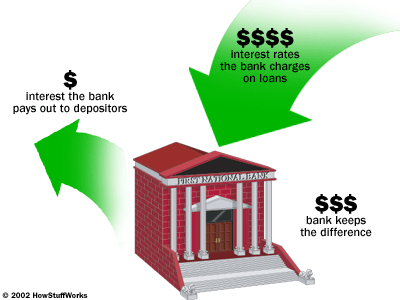 $$$$
interest rates
the bank charges
on loans
$
interest the bank
pays out to depositors
FIRST NATIONAL BANK
$$$
bank keeps
the difference
© 2002 HowStuffWorks